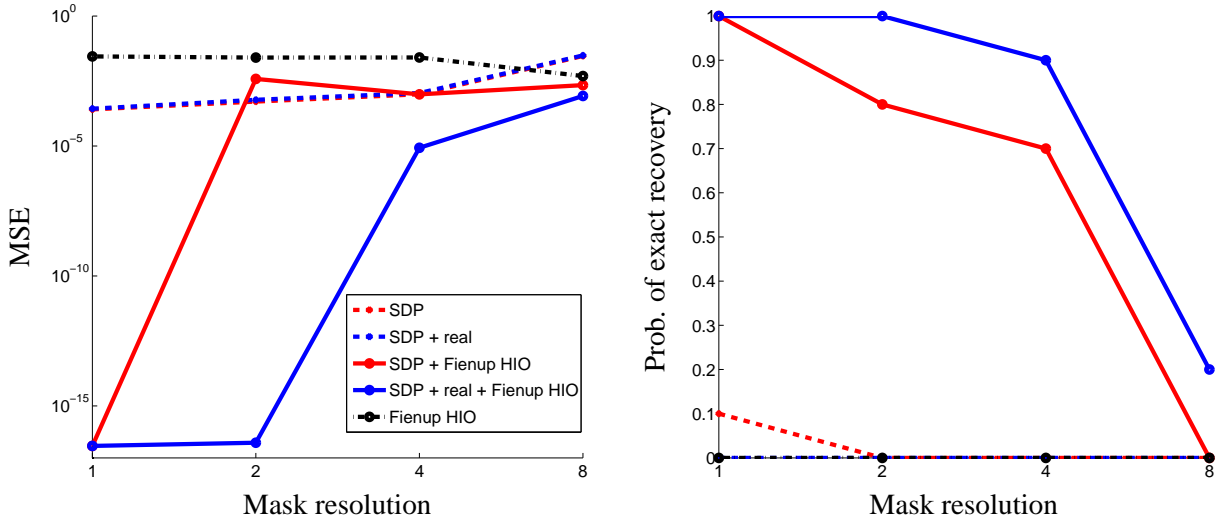 10^0
10^-5
10^-10
10^-15
MSE
1
2
4
8
Mask resolution
SDP
SDP + real
SDP + Fienup HIO
SDP + real + Fienup HIO
Fienup HIO
1
0.9
0.8
0.7
0.6
0.5
0.4
0.3
0.2
0.1
0
Prob. of exact recovery
1
2
4
8
Mask resolution